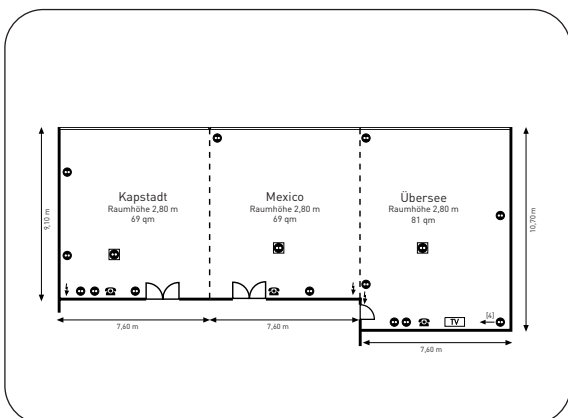 Kapstadt
Raumhöhe 2,80 m
69 qm
Mexico
Raumhöhe 2,80 m
69 qm
Übersee
Raumhöhe 2,80 m
81 qm
9,10 m
10,70 m
TV
[4]
7,60 m
7,60 m
7,60 m